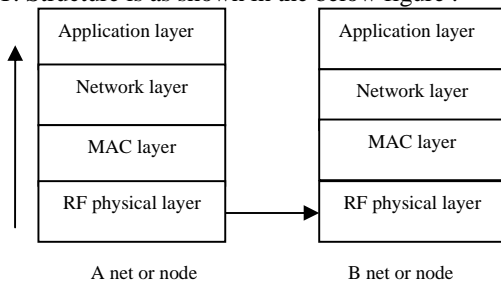 1. Structure is as shown in the below figure :
Application layer
Network layer
MAC layer
RF physical layer
A net or node
Application layer
Network layer
MAC layer
RF physical layer
B net or node